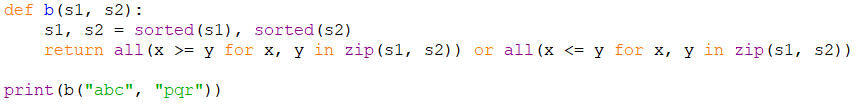 def b(s1, s2):
    s1, s2 = sorted(s1), sorted(s2)
    return all(x >= y for x, y in zip(s1, s2)) or all(x <= y for x, y in zip(s1, s2))
print(b("abc", "pqr"))